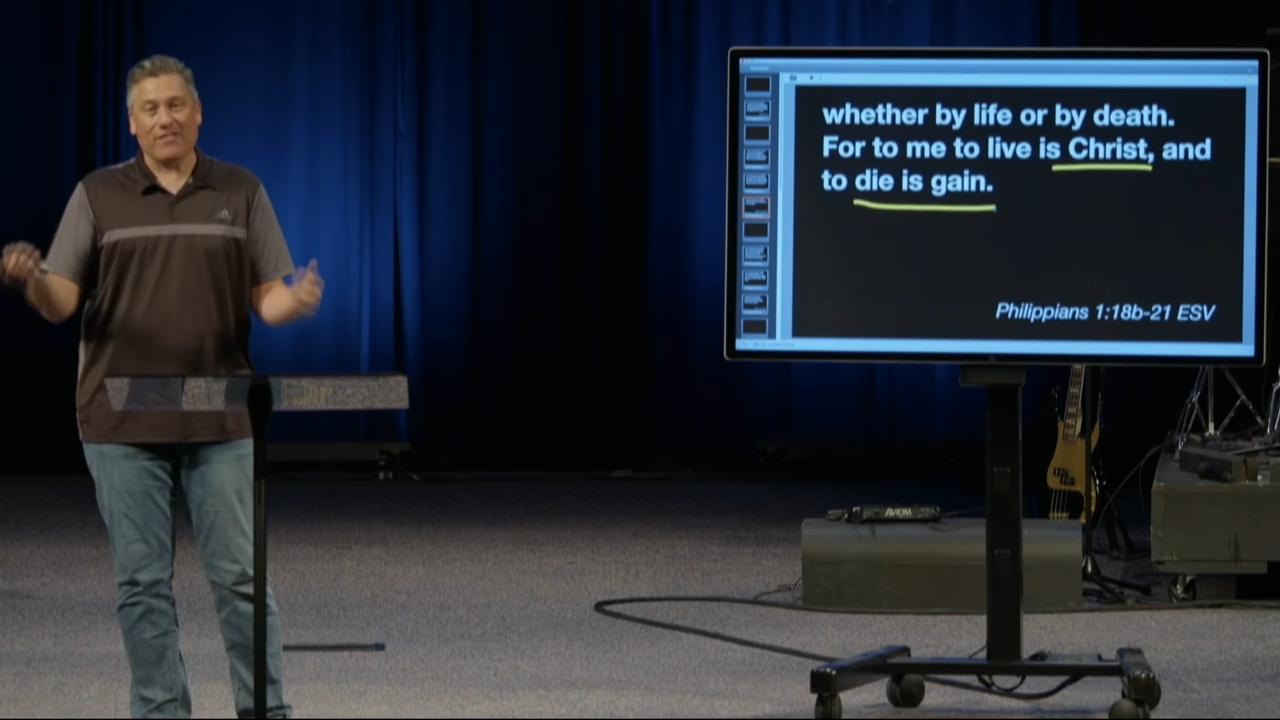 whether by life or by death.
For to me to live is Christ, and
to die is gain.
Philippians 1:18b-21 ESV
AVIOM